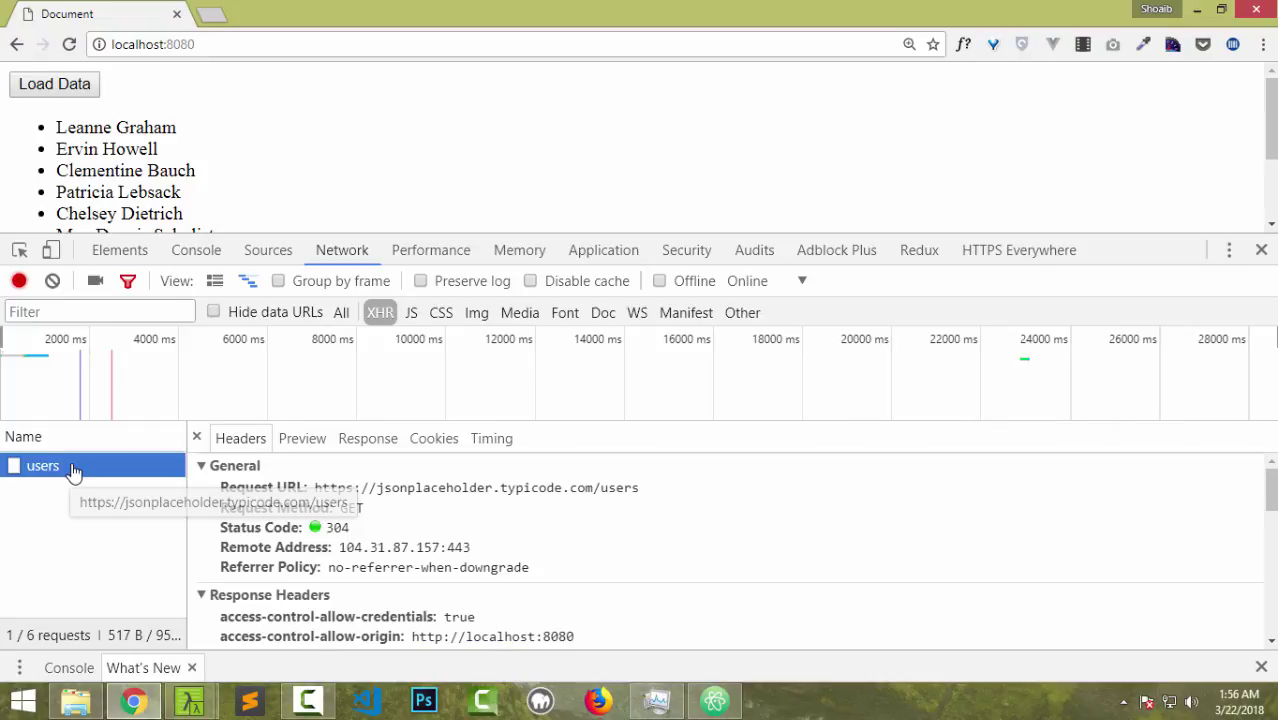 Document
Shoaib
localhost:8080
f?
Load Data
Leanne Graham
Ervin Howell
Clementine Bauch
Patricia Lebsack
Chelsey Dietrich
Elements Console Sources Network Performance Memory Application Security Audits Adblock Plus Redux HTTPS Everywhere
View: Group by frame Preserve log Disable cache Offline Online
Filter Hide data URLs All XHR JS CSS Img Media Font Doc WS Manifest Other
2000 ms 4000 ms 6000 ms 8000 ms 10000 ms 12000 ms 14000 ms 16000 ms 18000 ms 20000 ms 22000 ms 24000 ms 26000 ms 28000 ms
Name
Headers Preview Response Cookies Timing
users
General
Request URL: https://jsonplaceholder.typicode.com/users
https://jsonplaceholder.typicode.com/users
Request Method: GET
Status Code: 304
Remote Address: 104.31.87.157:443
Referrer Policy: no-referrer-when-downgrade
Response Headers
access-control-allow-credentials: true
access-control-allow-origin: http://localhost:8080
1 / 6 requests | 517 B / 95...
Console What's New
Ps
1:56 AM
3/22/2018